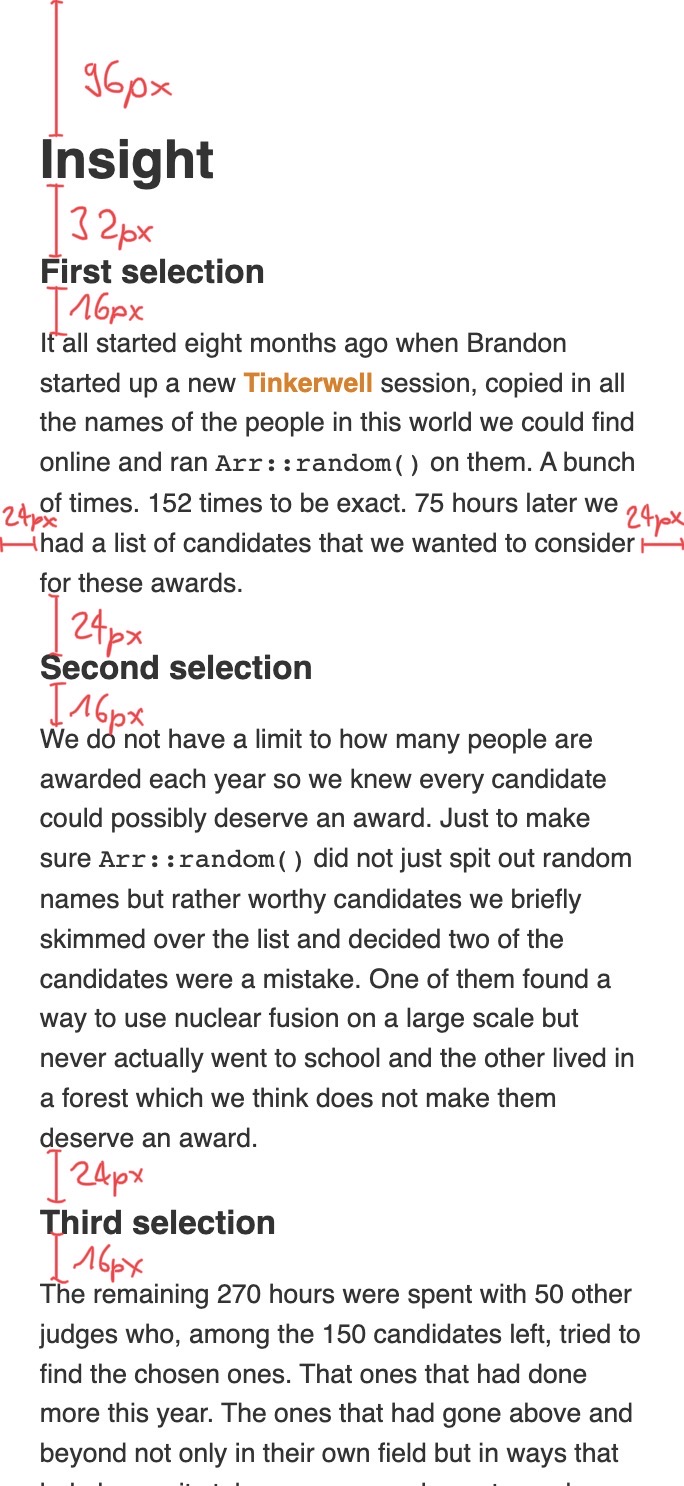 96px
Insight
32px
First selection
16px
It all started eight months ago when Brandon
started up a new Tinkerwell session, copied in all
the names of the people in this world we could find
online and ran Arr::random() on them. A bunch
of times. 152 times to be exact. 75 hours later we
24px
24px
had a list of candidates that we wanted to consider
for these awards.
24px
Second selection
16px
We do not have a limit to how many people are
awarded each year so we knew every candidate
could possibly deserve an award. Just to make
sure Arr::random() did not just spit out random
names but rather worthy candidates we briefly
skimmed over the list and decided two of the
candidates were a mistake. One of them found a
way to use nuclear fusion on a large scale but
never actually went to school and the other lived in
a forest which we think does not make them
deserve an award.
24px
Third selection
16px
The remaining 270 hours were spent with 50 other
judges who, among the 150 candidates left, tried to
find the chosen ones. That ones that had done
more this year. The ones that had gone above and
beyond not only in their own field but in ways that